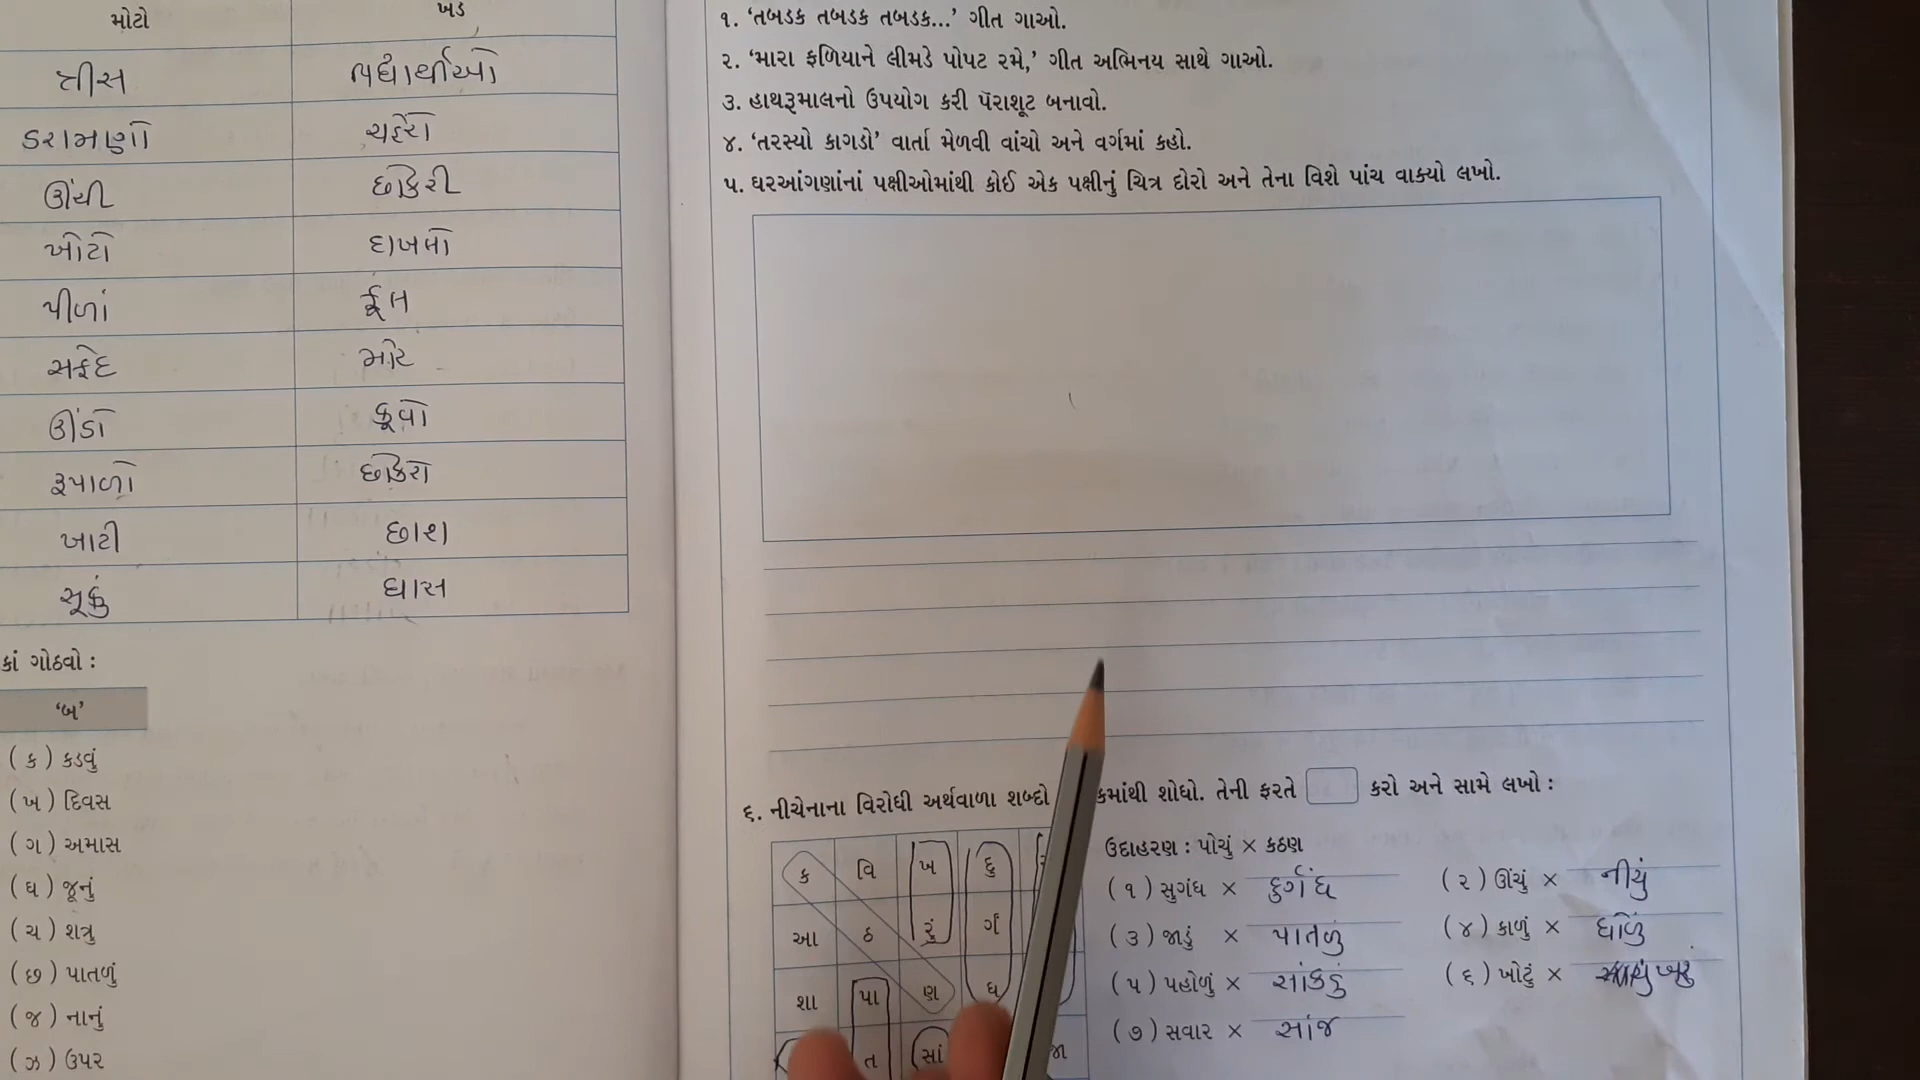 મોટો ખડ
ત્તીસ વિદ્યાર્થીઓ
ડરામણો ચહેરો
ઊંચી છોકરી
ખોટો દાખલો
પીળાં ફૂલ
સફેદ મોર
ઊંડો કૂવો
રૂપાળો છોકરો
ખાટી છાશ
સૂકું ઘાસ
કાં ગોઠવો :
‘બ’
( ક ) કડવું
( ખ ) દિવસ
( ગ ) અમાસ
( ઘ ) જૂનું
( ચ ) શત્રુ
( છ ) પાતળું
( જ ) નાનું
( ઝ ) ઉપર
૧. ‘તબડક તબડક તબડક...’ ગીત ગાઓ.
૨. ‘મારા ફળિયાને લીમડે પોપટ રમે,’ ગીત અભિનય સાથે ગાઓ.
૩. હાથરૂમાલનો ઉપયોગ કરી પૅરાશૂટ બનાવો.
૪. ‘તરસ્યો કાગડો’ વાર્તા મેળવી વાંચો અને વર્ગમાં કહો.
૫. ઘરઆંગણાંનાં પક્ષીઓમાંથી કોઈ એક પક્ષીનું ચિત્ર દોરો અને તેના વિશે પાંચ વાક્યો લખો.
૬. નીચેનાના વિરોધી અર્થવાળા શબ્દો કમાંથી શોધો. તેની ફરતે કરો અને સામે લખો :
ક વિ ખ દુ
આ ઠ રું ર્ગં
શા પા ણ ધ
ત સાં જા
ઉદાહરણ : પોચું × કઠણ
( ૧ ) સુગંધ × દુર્ગંધ ( ૨ ) ઊંચું × નીચું
( ૩ ) જાડું × પાતળું ( ૪ ) કાળું × ધોળું
( ૫ ) પહોળું × સાંકડું ( ૬ ) ખોટું × ખરું
( ૭ ) સવાર × સાંજ